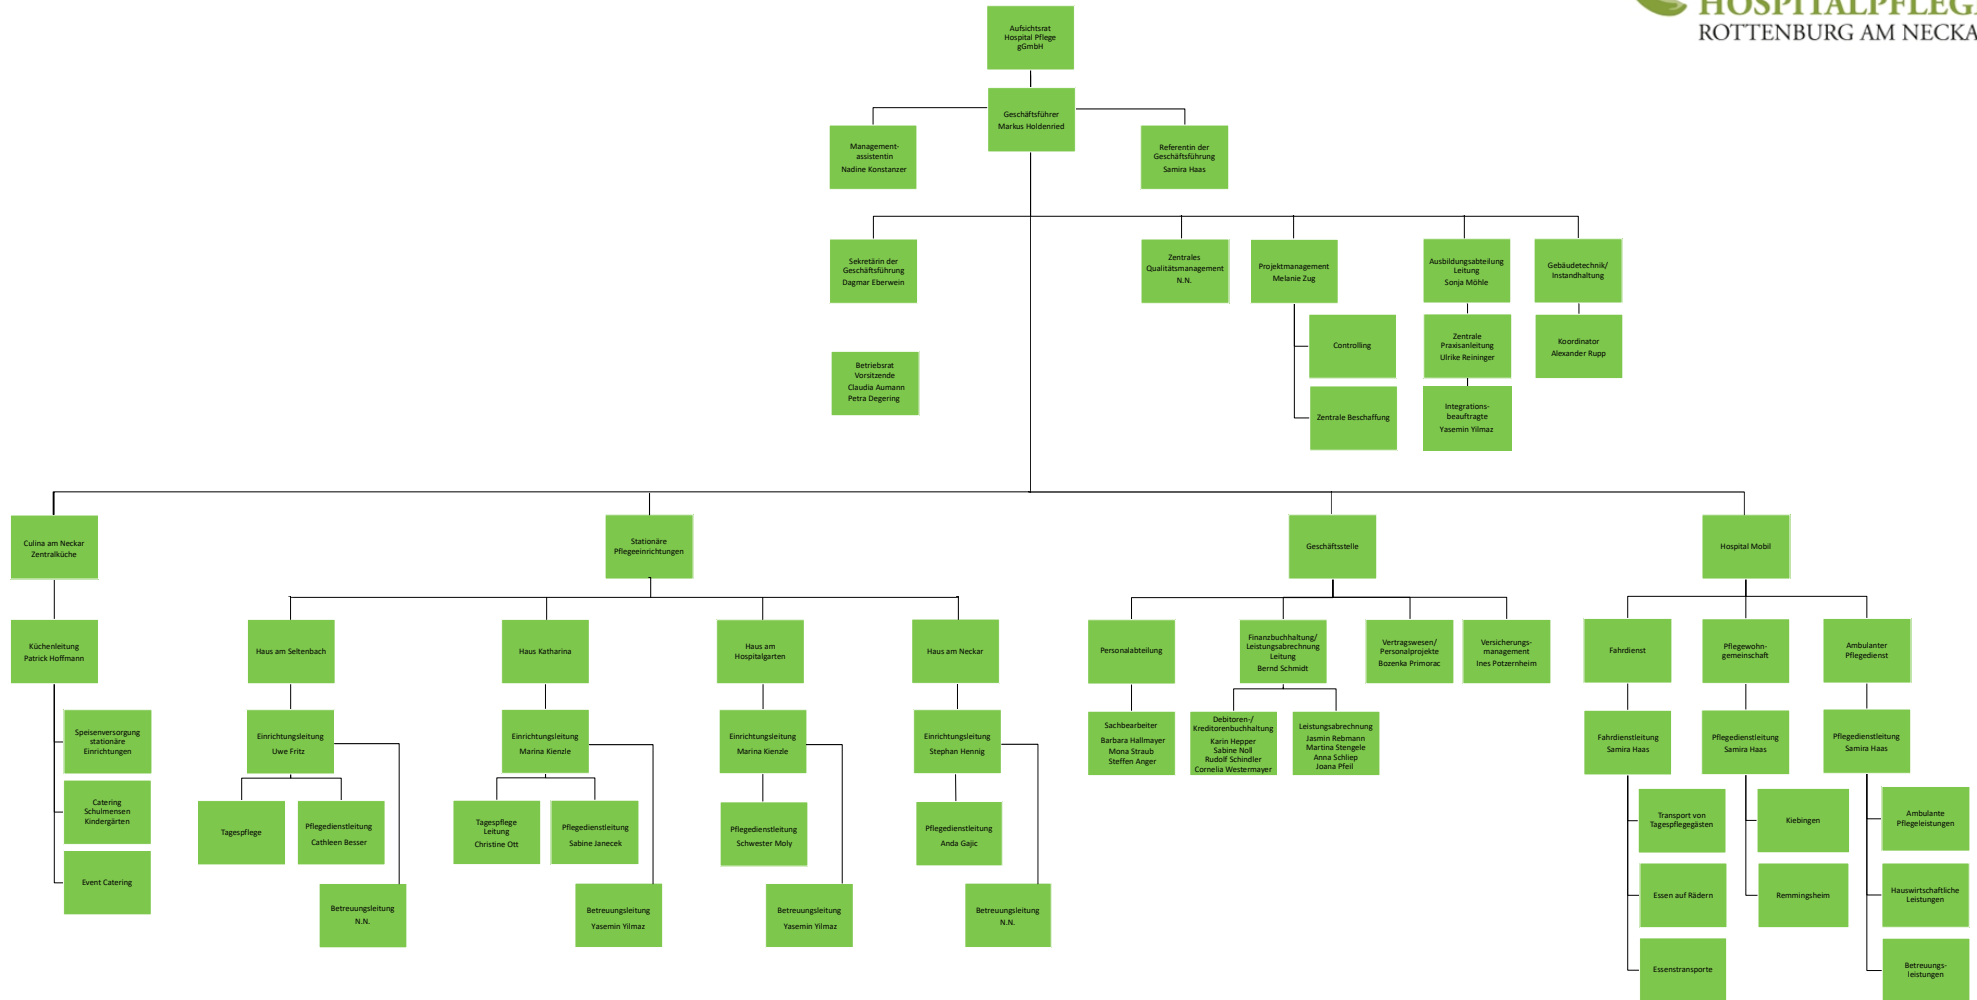 HOSPITALPFLEGE
ROTTENBURG AM NECKA
Aufsichtsrat
Hospital Pflege
gGmbH
Geschäftsführer
Markus Holdenried
Management-
assistentin
Nadine Konstanzer
Referentin der
Geschäftsführung
Samira Haas
Sekretärin der
Geschäftsführung
Dagmar Eberwein
Zentrales
Qualitätsmanagement
N.N.
Projektmanagement
Melanie Zug
Ausbildungsabteilung
Leitung
Sonja Möhle
Gebäudetechnik/
Instandhaltung
Controlling
Zentrale
Praxisanleitung
Ulrike Reininger
Koordinator
Alexander Rupp
Betriebsrat
Vorsitzende
Claudia Aumann
Petra Degering
Zentrale Beschaffung
Integrations-
beauftragte
Yasemin Yilmaz
Culina am Neckar
Zentralküche
Stationäre
Pflegeeinrichtungen
Geschäftsstelle
Hospital Mobil
Küchenleitung
Patrick Hoffmann
Haus am Seltenbach
Haus Katharina
Haus am
Hospitalgarten
Haus am Neckar
Personalabteilung
Finanzbuchhaltung/
Leistungsabrechnung
Leitung
Bernd Schmidt
Vertragswesen/
Personalprojekte
Bozenka Primorac
Versicherungs-
management
Ines Potzernheim
Fahrdienst
Pflegewohn-
gemeinschaft
Ambulanter
Pflegedienst
Speisenversorgung
stationäre
Einrichtungen
Einrichtungsleitung
Uwe Fritz
Einrichtungsleitung
Marina Kienzle
Einrichtungsleitung
Marina Kienzle
Einrichtungsleitung
Stephan Hennig
Sachbearbeiter
Barbara Hallmayer
Mona Straub
Steffen Anger
Debitoren-/
Kreditorenbuchhaltung
Karin Hepper
Sabine Noll
Rudolf Schindler
Cornelia Westermayer
Leistungsabrechnung
Jasmin Rebmann
Martina Stengele
Anna Schliep
Joana Pfeil
Fahrdienstleitung
Samira Haas
Pflegedienstleitung
Samira Haas
Pflegedienstleitung
Samira Haas
Catering
Schulmensen
Kindergärten
Tagespflege
Pflegedienstleitung
Cathleen Besser
Tagespflege
Leitung
Christine Ott
Pflegedienstleitung
Sabine Janecek
Pflegedienstleitung
Schwester Moly
Pflegedienstleitung
Anda Gajic
Transport von
Tagespflegegästen
Kiebingen
Ambulante
Pflegeleistungen
Event Catering
Betreuungsleitung
N.N.
Betreuungsleitung
Yasemin Yilmaz
Betreuungsleitung
Yasemin Yilmaz
Betreuungsleitung
N.N.
Essen auf Rädern
Remmingsheim
Hauswirtschaftliche
Leistungen
Essenstransporte
Betreuungs-
leistungen